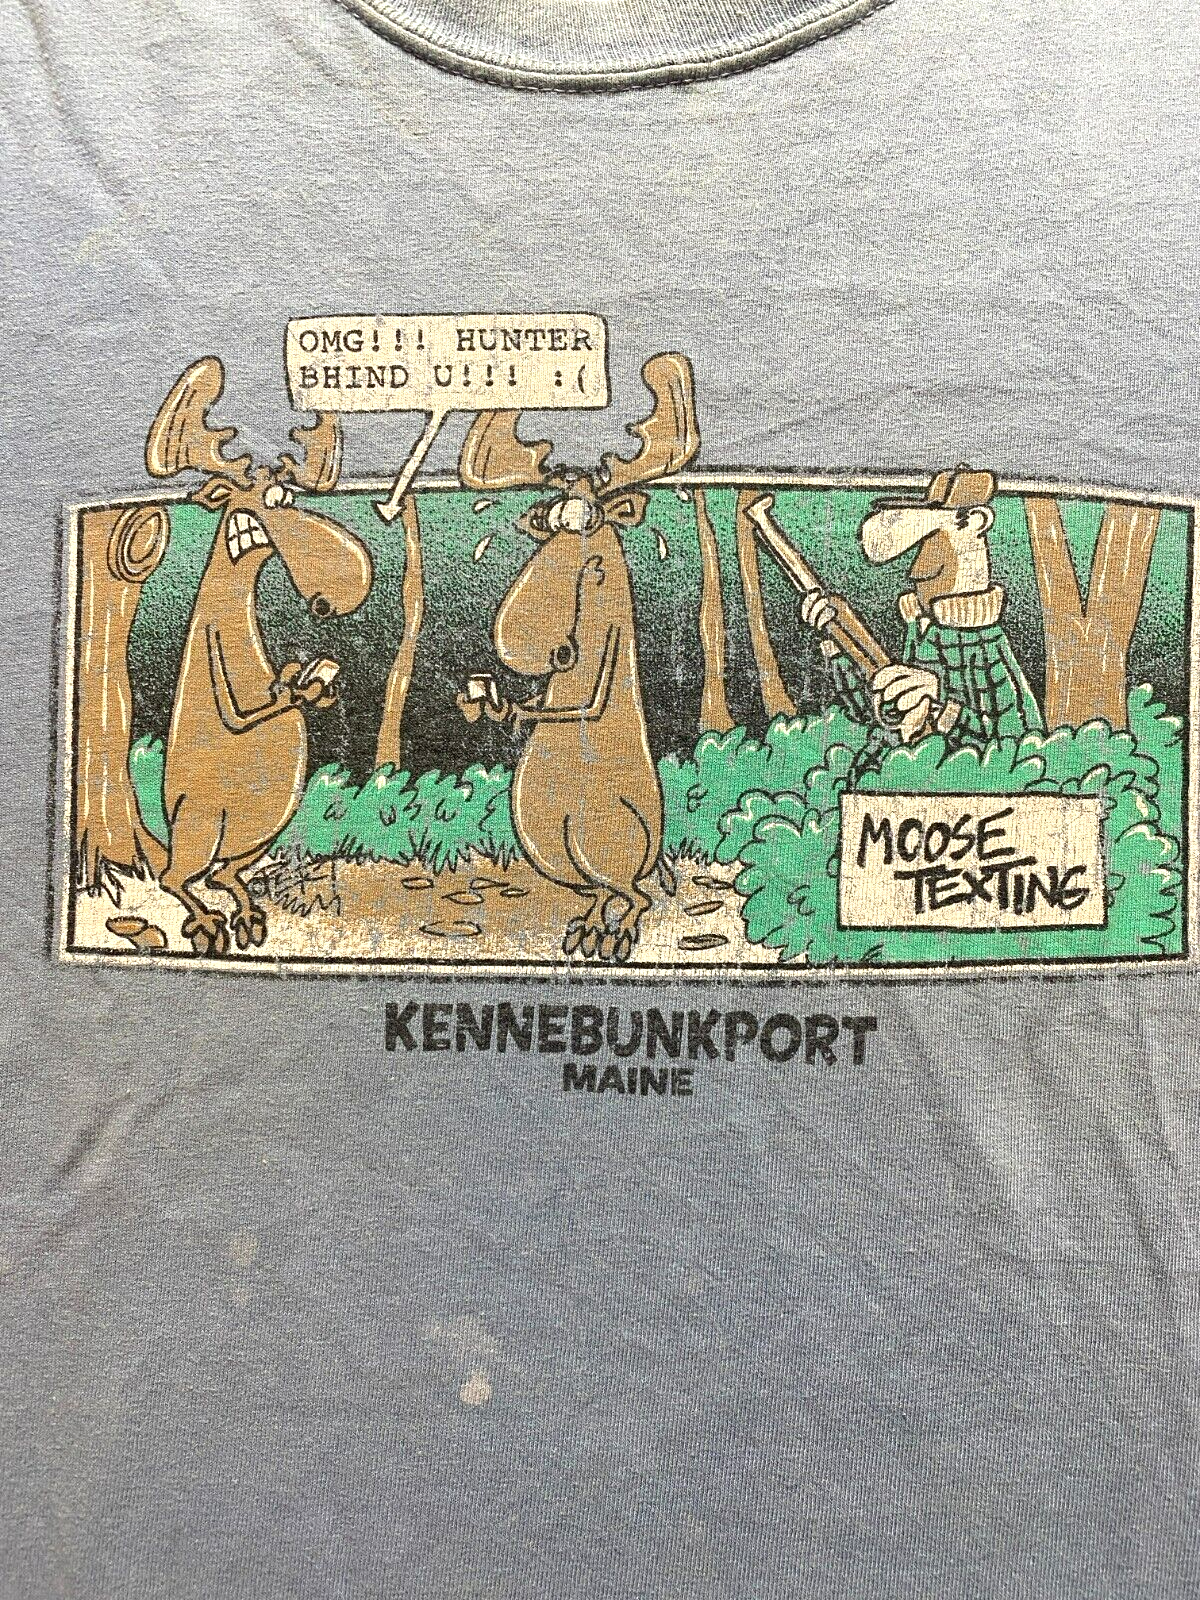 OMG!!! HUNTER
BHIND U!!! :(
MOOSE
TEXTING
KENNEBUNKPORT
MAINE